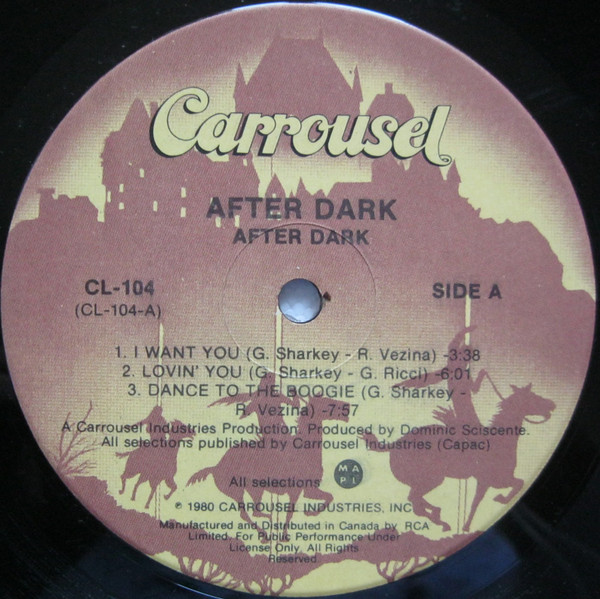 Carrousel
AFTER DARK
AFTER DARK
CL-104
(CL-104-A)
SIDE A
1. I WANT YOU (G. Sharkey - R. Vezina) -3:38
2. LOVIN' YOU (G. Sharkey - G. Ricci) -6:01
3. DANCE TO THE BOOGIE (G. Sharkey -
R. Vezina) -7:57
A Carrousel Industries Production. Produced by Dominic Sciscente.
All selections published by Carrousel Industries (Capac)
All selections
M A
P L
℗ 1980 CARROUSEL INDUSTRIES, INC
Manufactured and Distributed in Canada by RCA
Limited. For Public Performance Under
License Only. All Rights
Reserved.